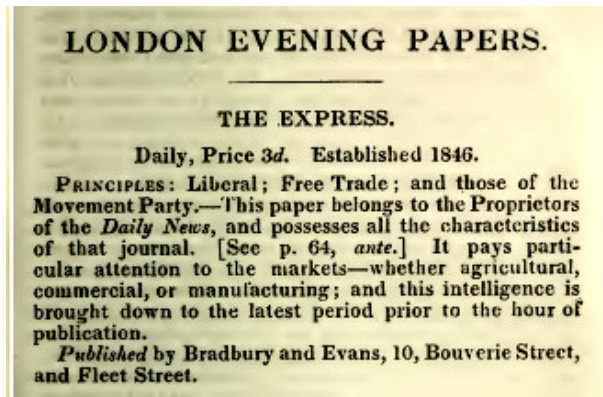 LONDON EVENING PAPERS.
THE EXPRESS.
Daily, Price 3d. Established 1846.
PRINCIPLES: Liberal; Free Trade; and those of the
Movement Party.—This paper belongs to the Proprietors
of the Daily News, and possesses all the characteristics
of that journal. [See p. 64, ante.] It pays parti-
cular attention to the markets—whether agricultural,
commercial, or manufacturing; and this intelligence is
brought down to the latest period prior to the hour of
publication.
Published by Bradbury and Evans, 10, Bouverie Street,
and Fleet Street.